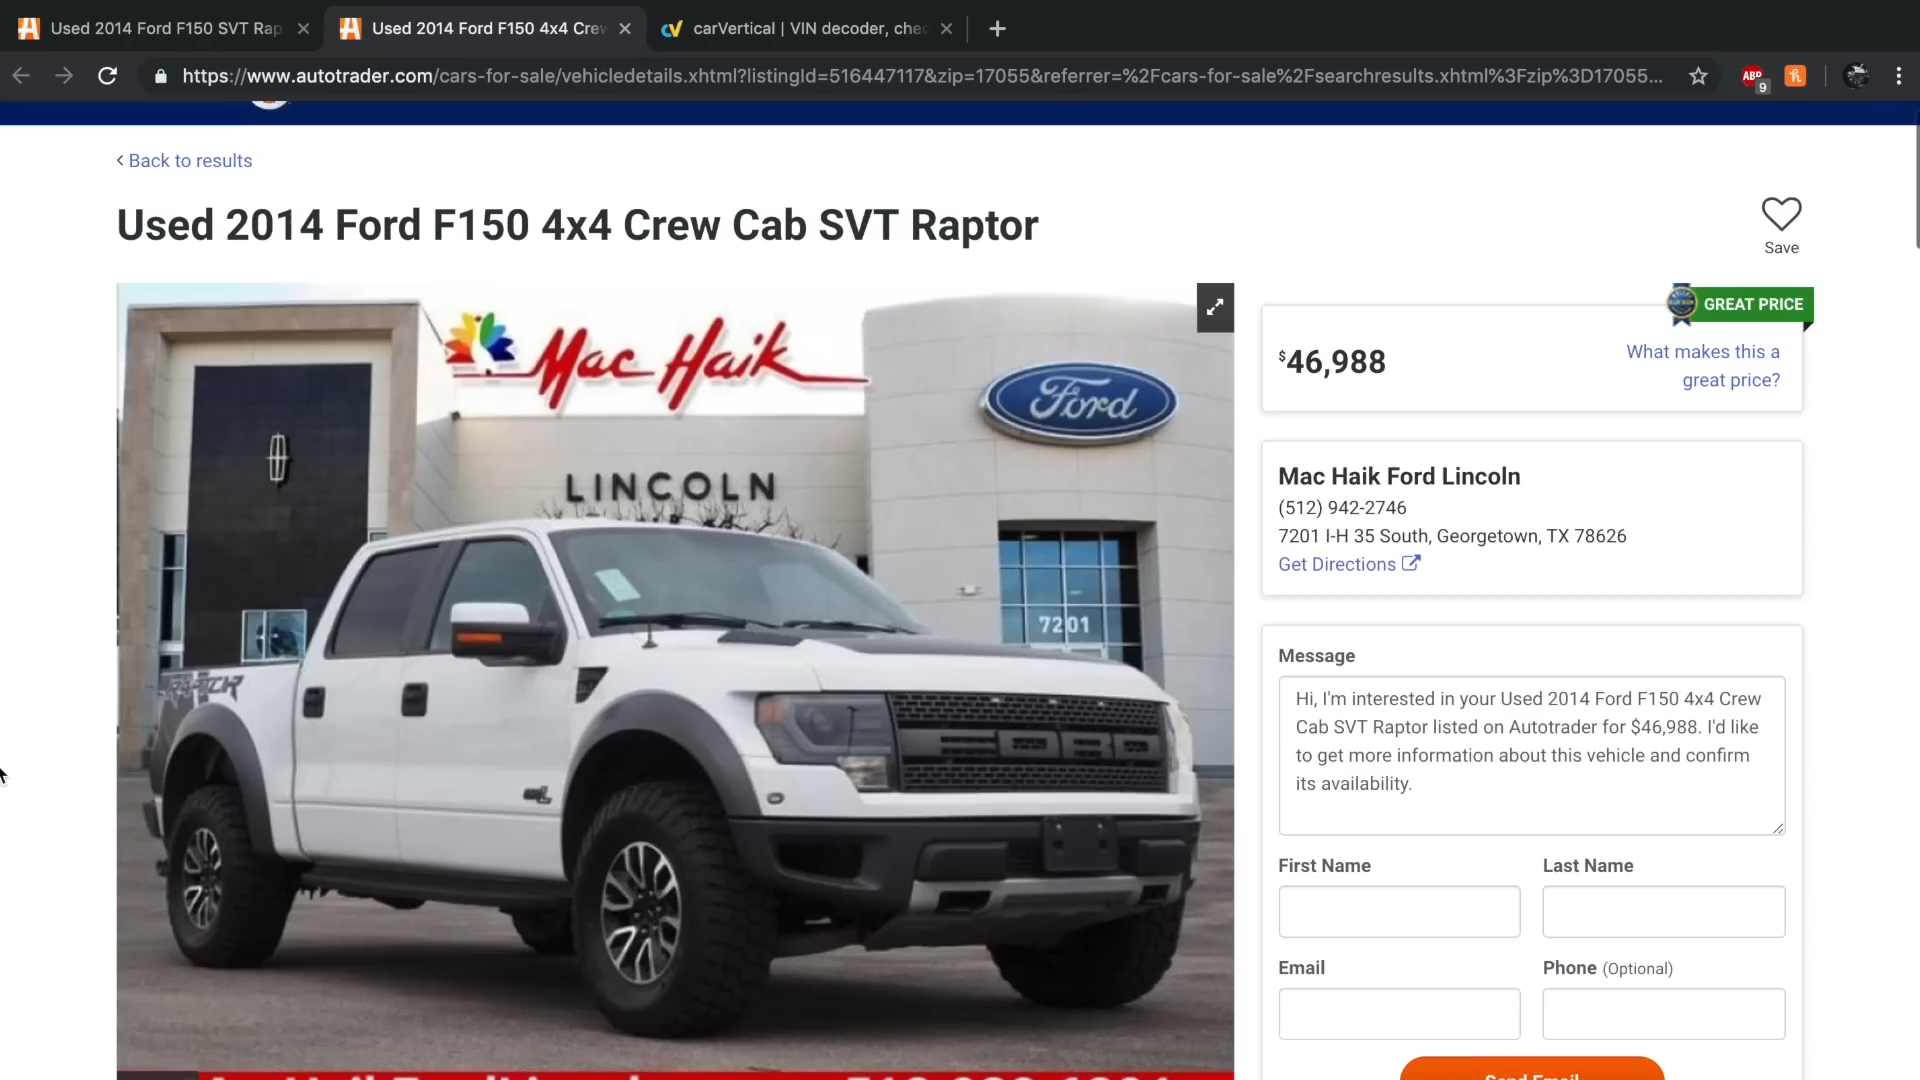 Used 2014 Ford F150 SVT Rap
Used 2014 Ford F150 4x4 Crew
carVertical | VIN decoder, chec
https://www.autotrader.com/cars-for-sale/vehicledetails.xhtml?listingId=516447117&zip=17055&referrer=%2Fcars-for-sale%2Fsearchresults.xhtml%3Fzip%3D17055...
ABP
9
Back to results
Used 2014 Ford F150 4x4 Crew Cab SVT Raptor
Save
Mac Haik
Ford
LINCOLN
7201
GREAT PRICE
$46,988
What makes this a
great price?
Mac Haik Ford Lincoln
(512) 942-2746
7201 I-H 35 South, Georgetown, TX 78626
Get Directions
Message
Hi, I'm interested in your Used 2014 Ford F150 4x4 Crew
Cab SVT Raptor listed on Autotrader for $46,988. I'd like
to get more information about this vehicle and confirm
its availability.
First Name
Last Name
Email
Phone (Optional)
Send Email